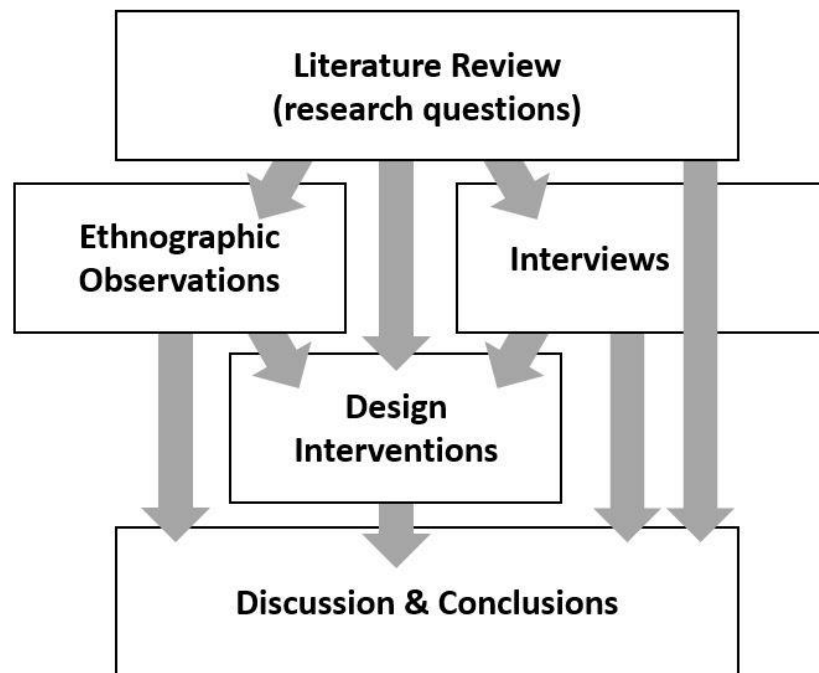 Literature Review
(research questions)
Ethnographic
Observations
Interviews
Design
Interventions
Discussion & Conclusions